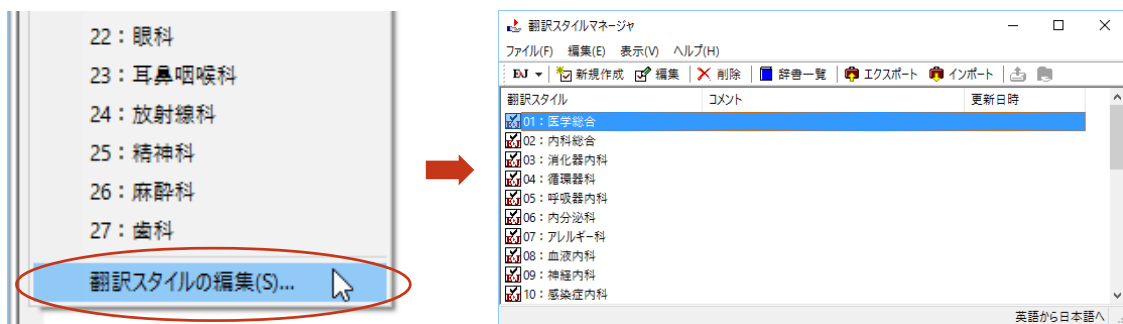 22：眼科
23：耳鼻咽喉科
24：放射線科
25：精神科
26：麻酔科
27：歯科
翻訳スタイルの編集(S)...
翻訳スタイルマネージャ
ファイル(F) 編集(E) 表示(V) ヘルプ(H)
EJ 新規作成 編集 削除 辞書一覧 エクスポート インポート
翻訳スタイル コメント 更新日時
01：医学総合
02：内科総合
03：消化器内科
04：循環器科
05：呼吸器内科
06：内分泌科
07：アレルギー科
08：血液内科
09：神経内科
10：感染症内科
英語から日本語へ